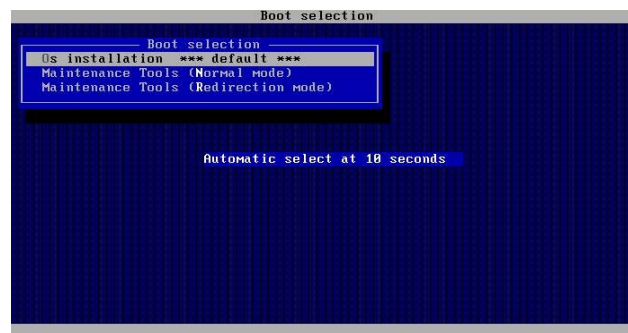 Boot selection
Boot selection
Os installation *** default ***
Maintenance Tools (Normal mode)
Maintenance Tools (Redirection mode)
Automatic select at 10 seconds